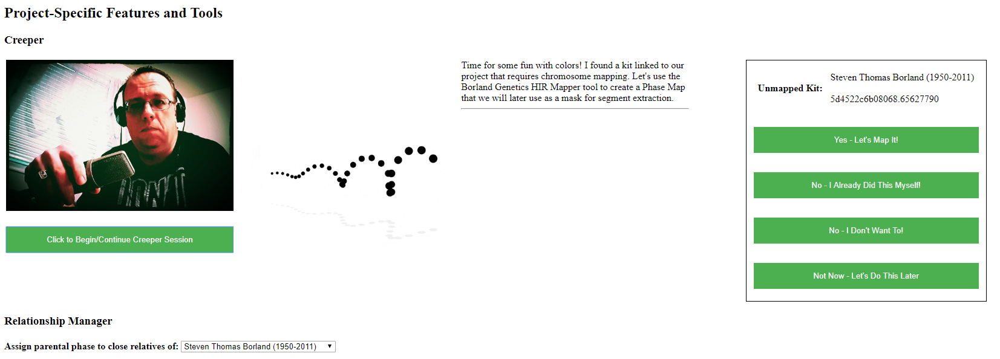 Project-Specific Features and Tools
Creeper
Time for some fun with colors! I found a kit linked to our
project that requires chromosome mapping. Let's use the
Borland Genetics HIR Mapper tool to create a Phase Map
that we will later use as a mask for segment extraction.
Unmapped Kit:
Steven Thomas Borland (1950-2011)
5d4522c6b08068.65627790
Yes - Let's Map It!
No - I Already Did This Myself!
No - I Don't Want To!
Not Now - Let's Do This Later
Click to Begin/Continue Creeper Session
Relationship Manager
Assign parental phase to close relatives of: Steven Thomas Borland (1950-2011)